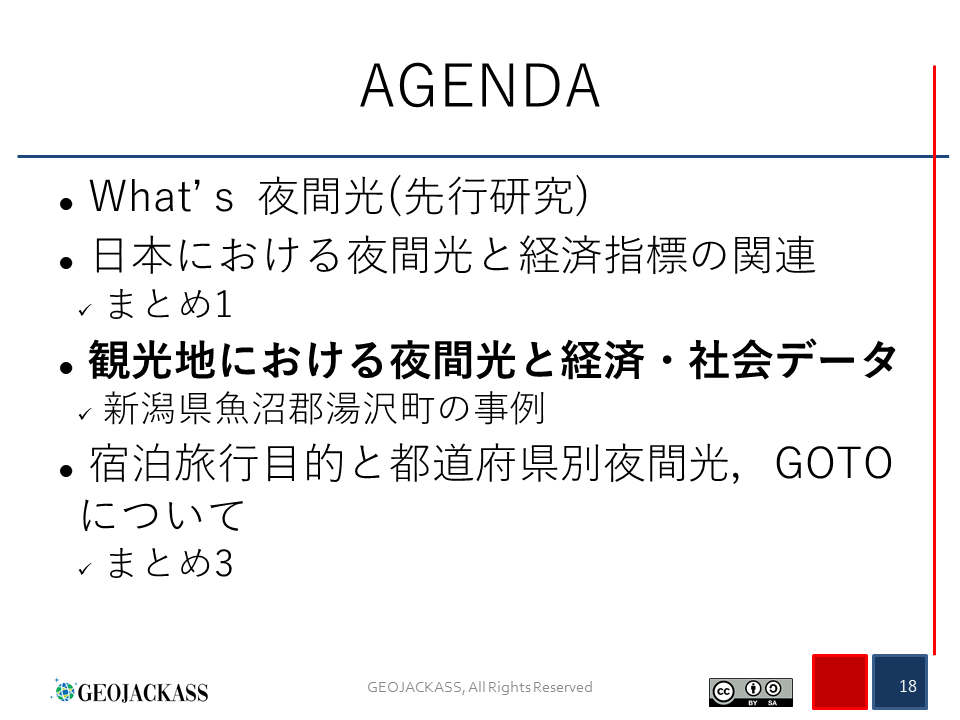 AGENDA
What’s 夜間光(先行研究)
日本における夜間光と経済指標の関連
まとめ1
観光地における夜間光と経済・社会データ
新潟県魚沼郡湯沢町の事例
宿泊旅行目的と都道府県別夜間光，GOTO
について
まとめ3
GEOJACKASS
GEOJACKASS, All Rights Reserved
cc
BY SA
18